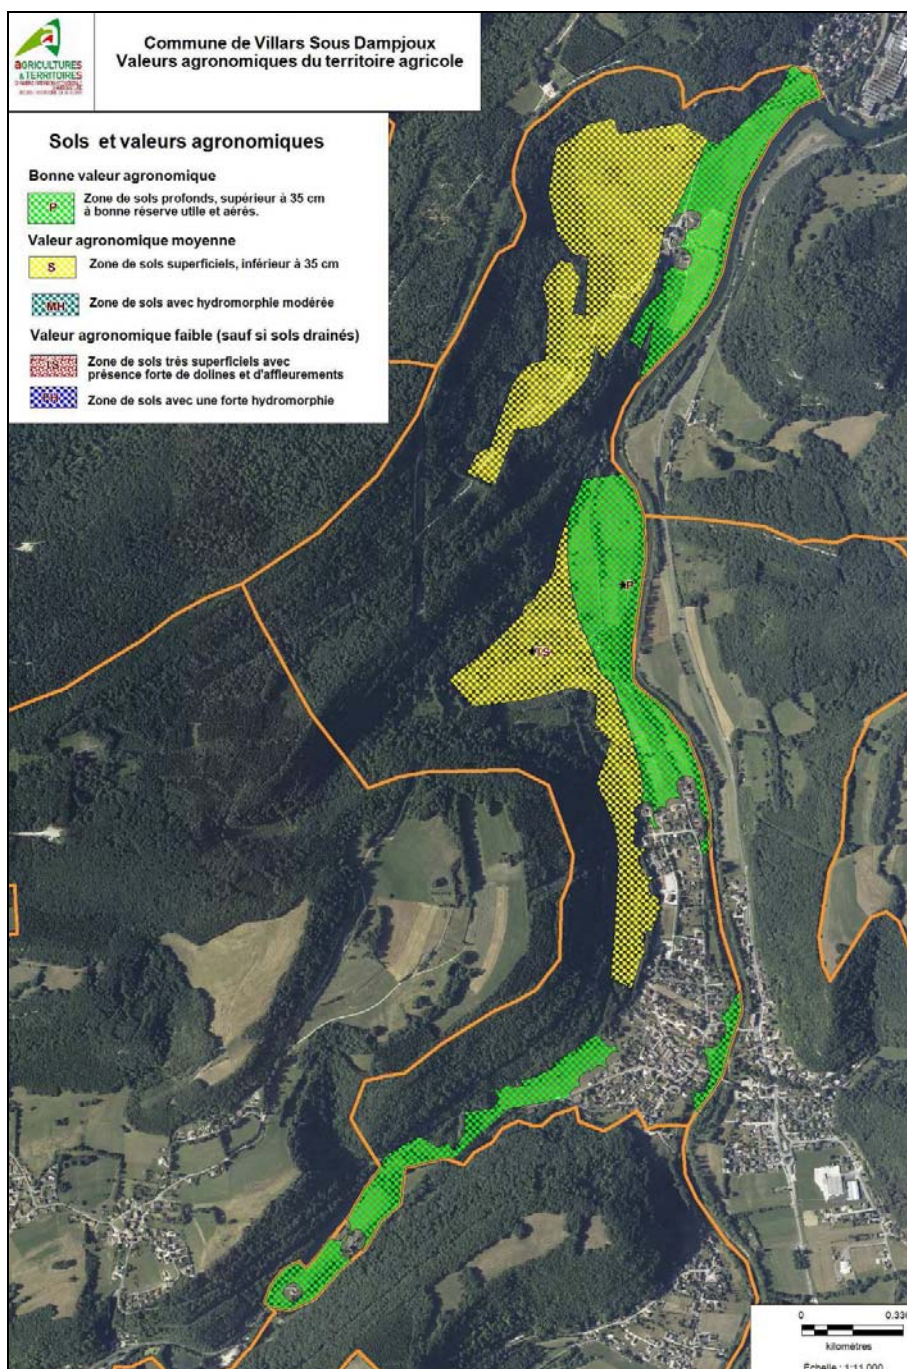 AGRICULTURES
& TERRITOIRES
Commune de Villars Sous Dampjoux
Valeurs agronomiques du territoire agricole
Sols et valeurs agronomiques
Bonne valeur agronomique
P
Zone de sols profonds, supérieur à 35 cm
à bonne réserve utile et aérés.
Valeur agronomique moyenne
S
Zone de sols superficiels, inférieur à 35 cm
MH
Zone de sols avec hydromorphie modérée
Valeur agronomique faible (sauf si sols drainés)
TS
Zone de sols très superficiels avec
présence forte de dolines et d'affleurements
Zone de sols avec une forte hydromorphie
P
TS
0
kilomètres
Échelle : 1:11 000